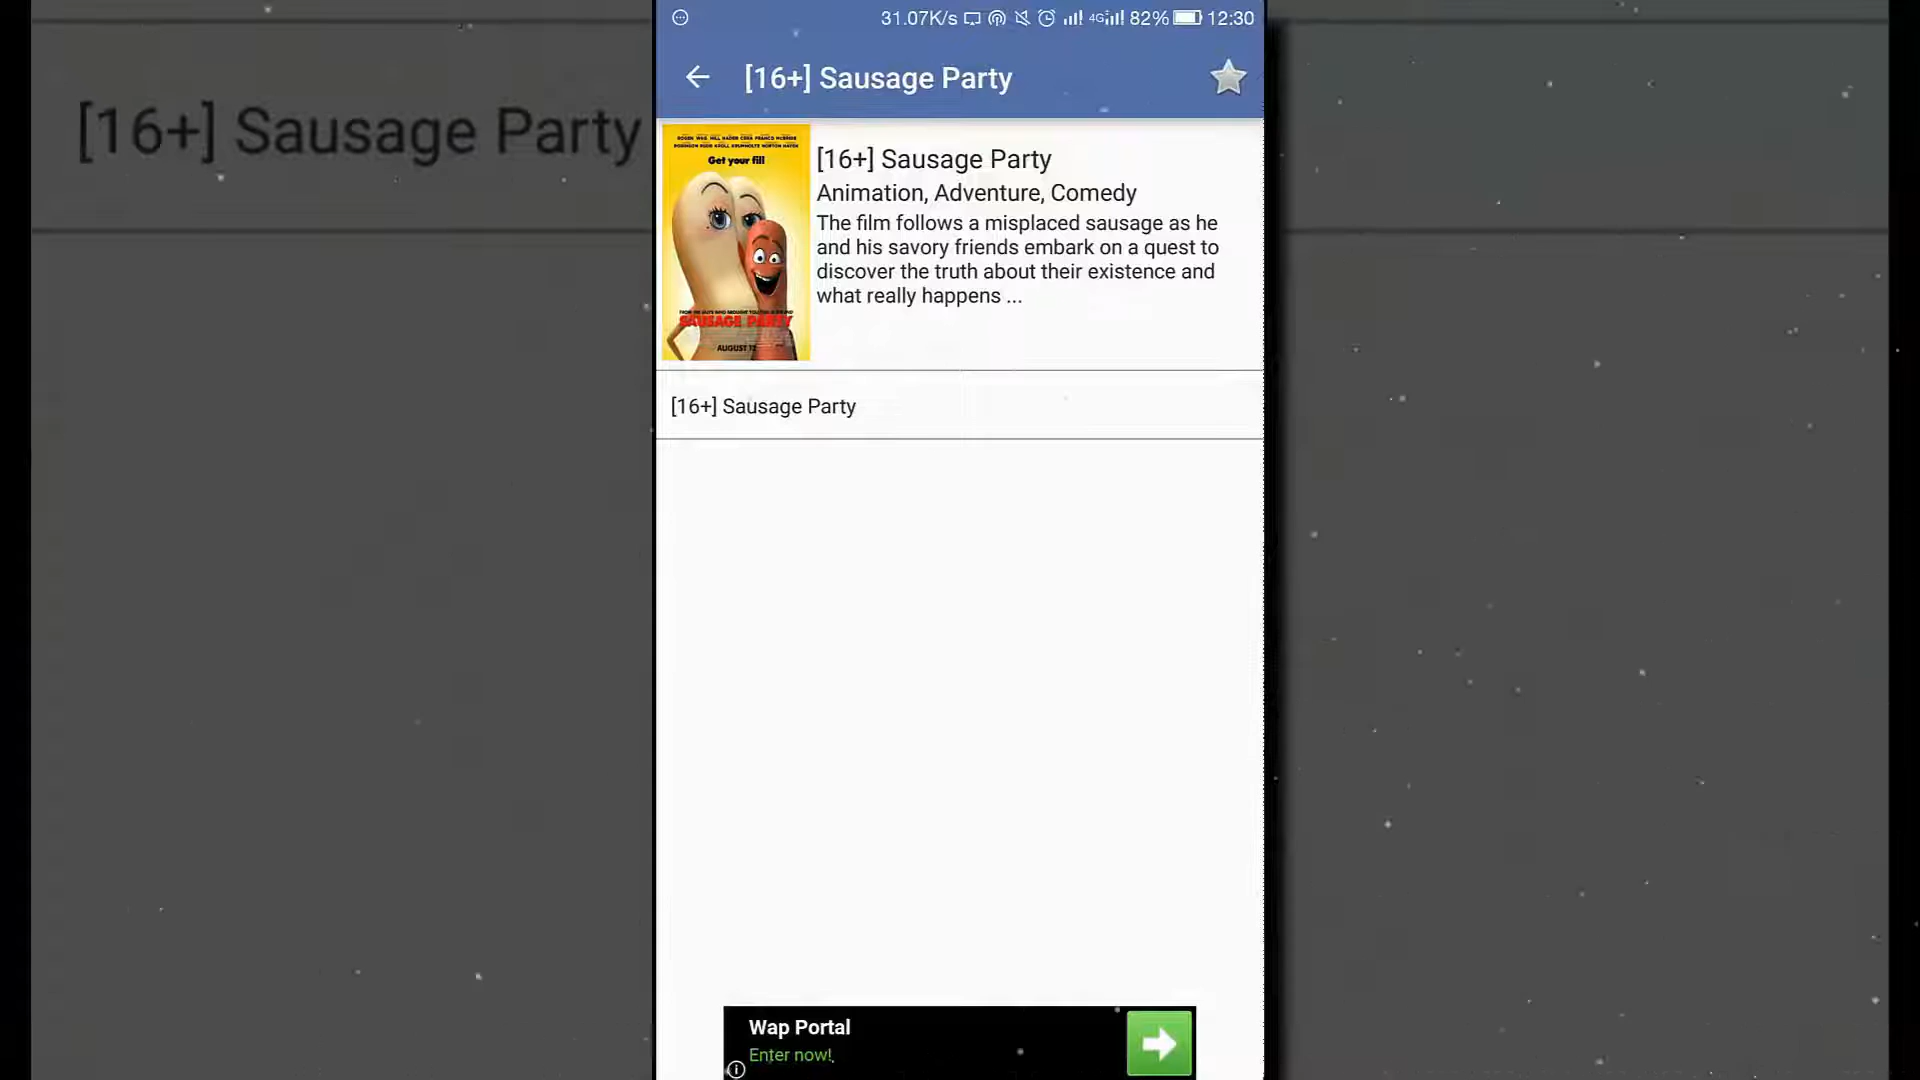 31.07K/s 4G 82% 12:30
[16+] Sausage Party
[16+] Sausage Party
[16+] Sausage Party
Animation, Adventure, Comedy
The film follows a misplaced sausage as he
and his savory friends embark on a quest to
discover the truth about their existence and
what really happens ...
Get your fill
SAUSAGE PARTY
AUGUST 12
[16+] Sausage Party
Wap Portal
Enter now!